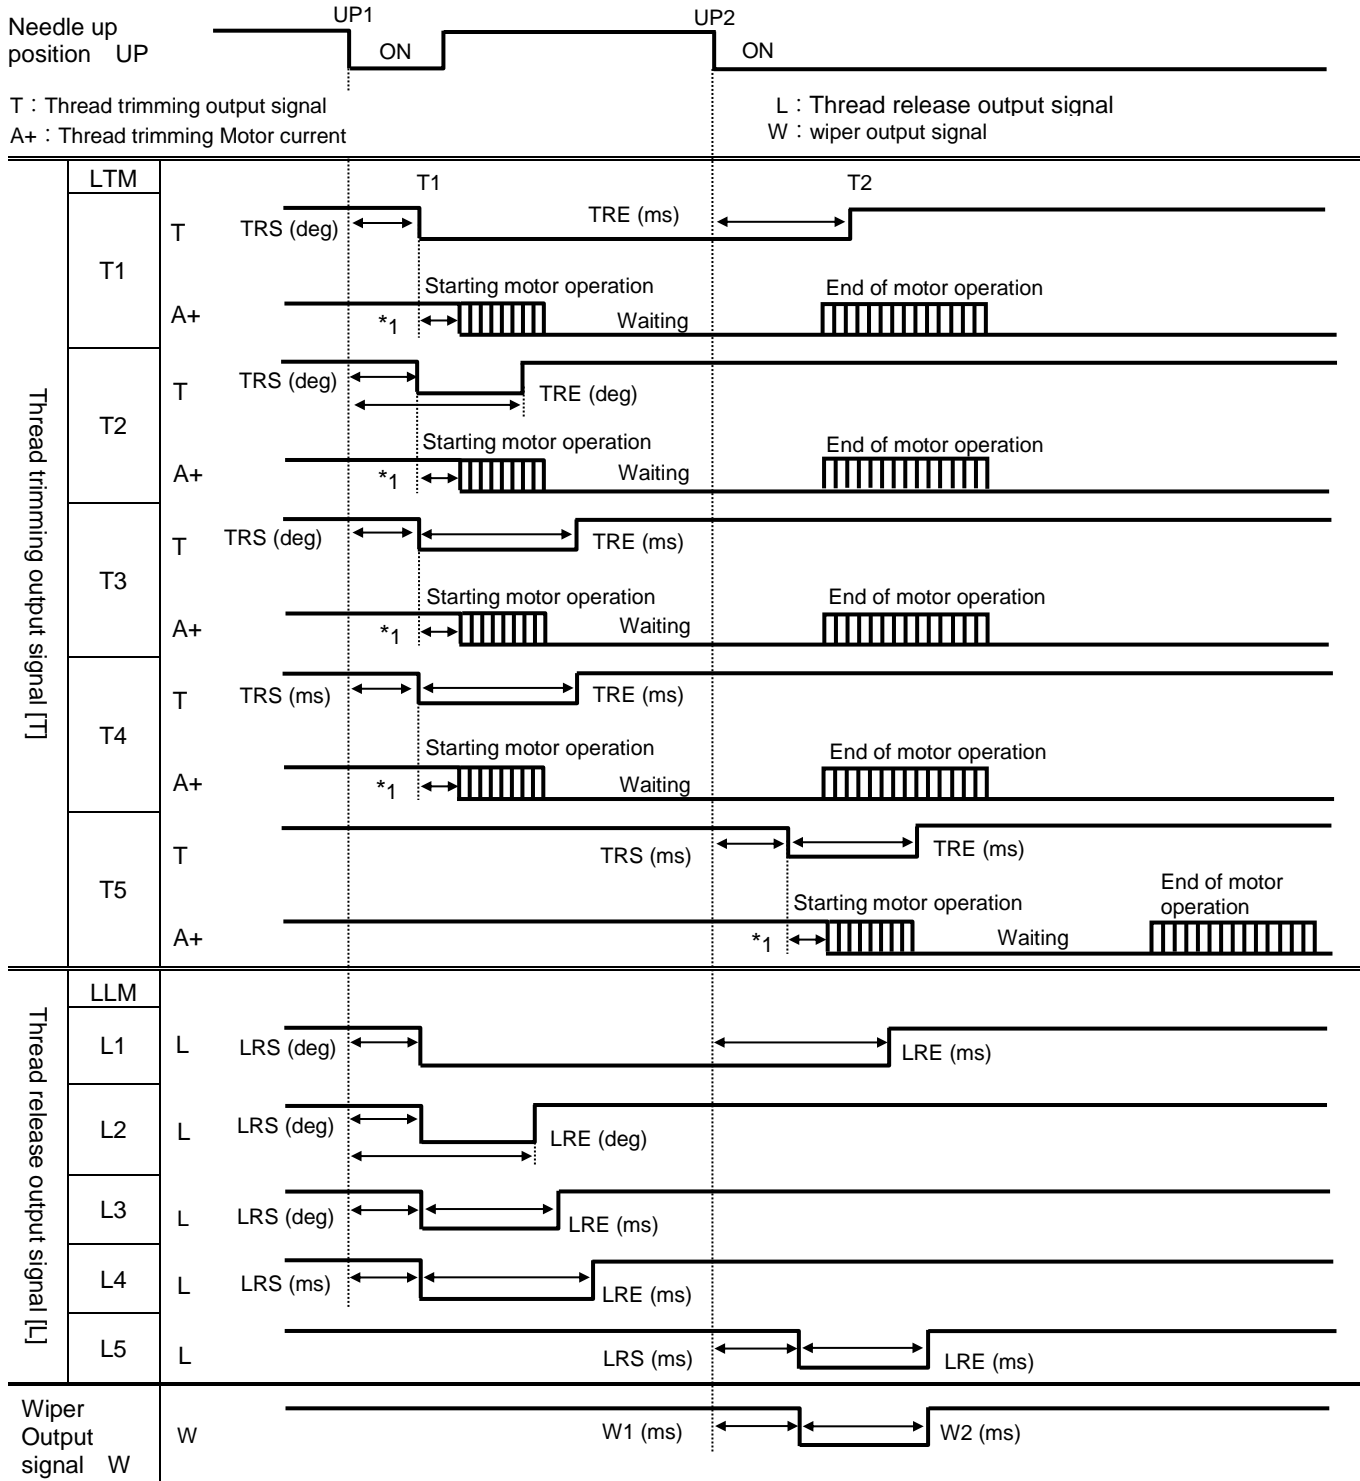 UP1
UP2
Needle up
position UP
ON
ON
T：Thread trimming output signal
L：Thread release output signal
A+：Thread trimming Motor current
W：wiper output signal
Thread trimming output signal [T]
LTM
T1
T2
T1
T
TRS (deg)
TRE (ms)
Starting motor operation
End of motor operation
A+
*1
Waiting
T2
T
TRS (deg)
TRE (deg)
Starting motor operation
End of motor operation
A+
*1
Waiting
T3
T
TRS (deg)
TRE (ms)
Starting motor operation
End of motor operation
A+
*1
Waiting
T4
T
TRS (ms)
TRE (ms)
Starting motor operation
End of motor operation
A+
*1
Waiting
T5
T
TRS (ms)
TRE (ms)
Starting motor operation
End of motor
operation
A+
*1
Waiting
Thread release output signal [L]
LLM
L1
L
LRS (deg)
LRE (ms)
L2
L
LRS (deg)
LRE (deg)
L3
L
LRS (deg)
LRE (ms)
L4
L
LRS (ms)
LRE (ms)
L5
L
LRS (ms)
LRE (ms)
Wiper
Output
signal W
W
W1 (ms)
W2 (ms)